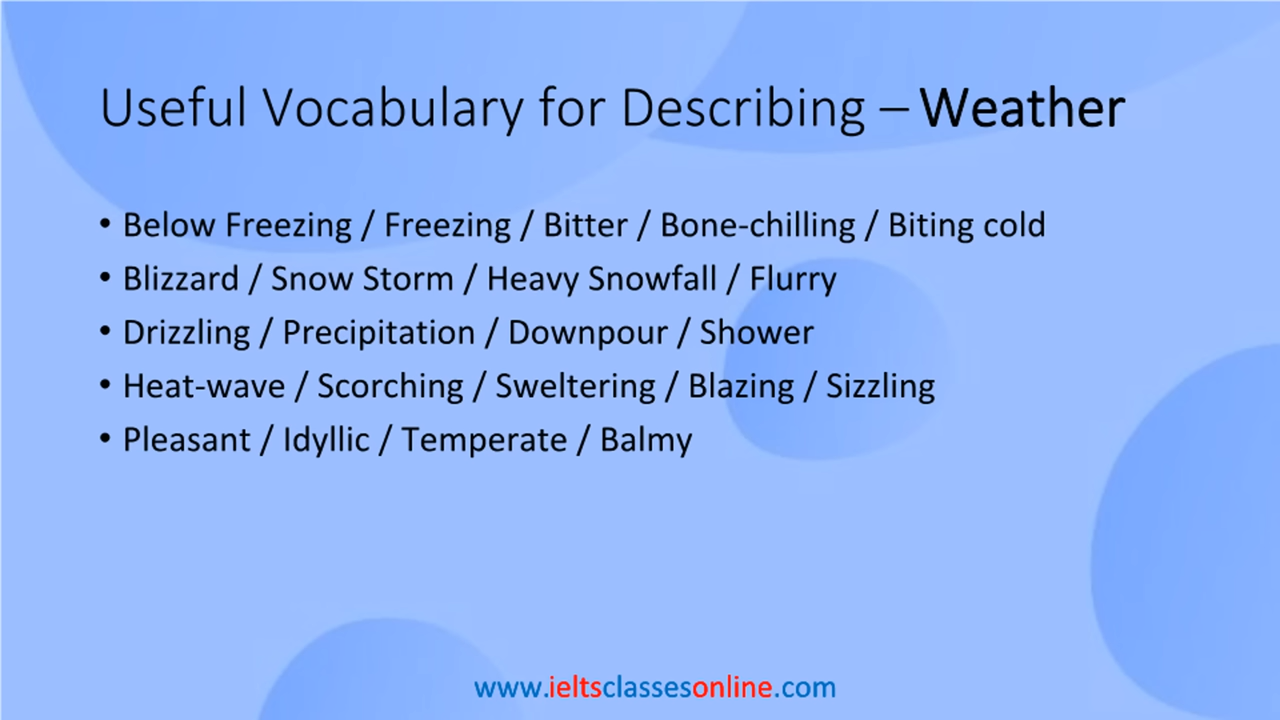 Useful Vocabulary for Describing – Weather
• Below Freezing / Freezing / Bitter / Bone-chilling / Biting cold
• Blizzard / Snow Storm / Heavy Snowfall / Flurry
• Drizzling / Precipitation / Downpour / Shower
• Heat-wave / Scorching / Sweltering / Blazing / Sizzling
• Pleasant / Idyllic / Temperate / Balmy
www.ieltsclassesonline.com